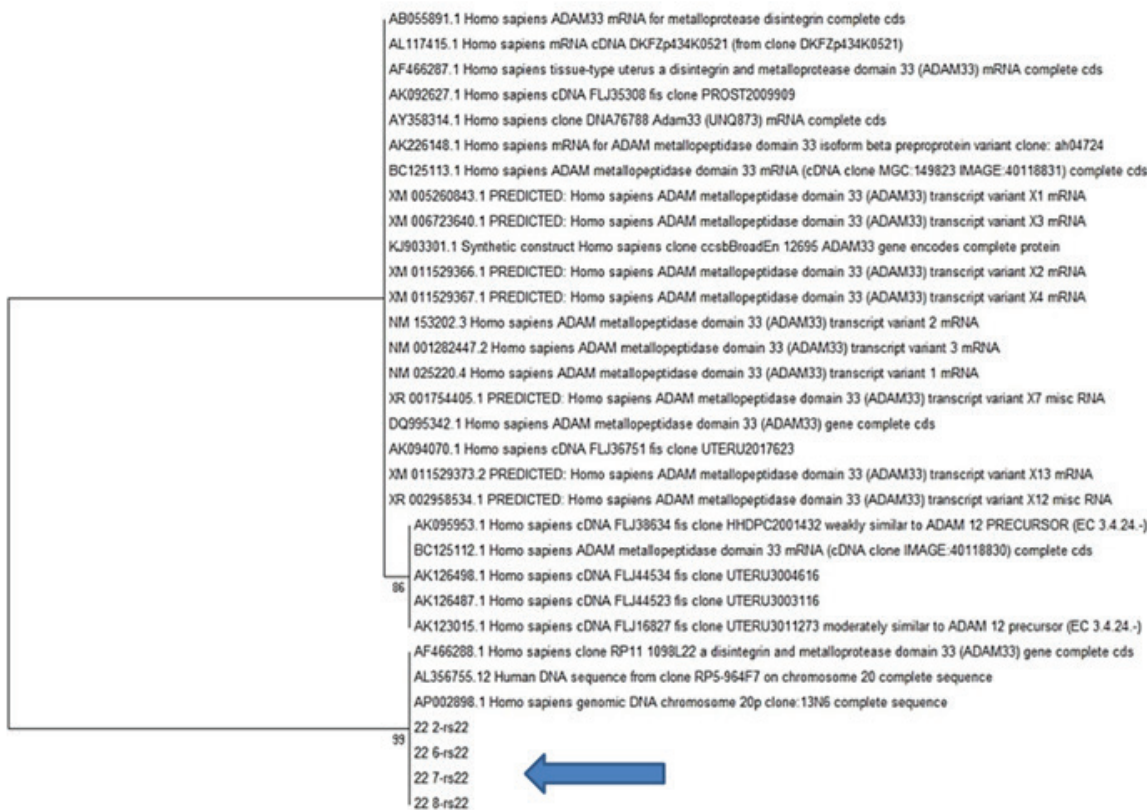 AB055891.1 Homo sapiens ADAM33 mRNA for metalloprotease disintegrin complete cds
AL117415.1 Homo sapiens mRNA cDNA DKFZp434K0521 (from clone DKFZp434K0521)
AF466287.1 Homo sapiens tissue-type uterus a disintegrin and metalloprotease domain 33 (ADAM33) mRNA complete cds
AK092627.1 Homo sapiens cDNA FLJ35308 fis clone PROST2009909
AY358314.1 Homo sapiens clone DNA76788 Adam33 (UNQ873) mRNA complete cds
AK226148.1 Homo sapiens mRNA for ADAM metallopeptidase domain 33 isoform beta preproprotein variant clone: ah04724
BC125113.1 Homo sapiens ADAM metallopeptidase domain 33 mRNA (cDNA clone MGC:149823 IMAGE:40118831) complete cds
XM 005260843.1 PREDICTED: Homo sapiens ADAM metallopeptidase domain 33 (ADAM33) transcript variant X1 mRNA
XM 006723640.1 PREDICTED: Homo sapiens ADAM metallopeptidase domain 33 (ADAM33) transcript variant X3 mRNA
KJ903301.1 Synthetic construct Homo sapiens clone ccsbBroadEn 12695 ADAM33 gene encodes complete protein
XM 011529366.1 PREDICTED: Homo sapiens ADAM metallopeptidase domain 33 (ADAM33) transcript variant X2 mRNA
XM 011529367.1 PREDICTED: Homo sapiens ADAM metallopeptidase domain 33 (ADAM33) transcript variant X4 mRNA
NM 153202.3 Homo sapiens ADAM metallopeptidase domain 33 (ADAM33) transcript variant 2 mRNA
NM 001282447.2 Homo sapiens ADAM metallopeptidase domain 33 (ADAM33) transcript variant 3 mRNA
NM 025220.4 Homo sapiens ADAM metallopeptidase domain 33 (ADAM33) transcript variant 1 mRNA
XR 001754405.1 PREDICTED: Homo sapiens ADAM metallopeptidase domain 33 (ADAM33) transcript variant X7 misc RNA
DQ995342.1 Homo sapiens ADAM metallopeptidase domain 33 (ADAM33) gene complete cds
AK094070.1 Homo sapiens cDNA FLJ36751 fis clone UTERU2017623
XM 011529373.2 PREDICTED: Homo sapiens ADAM metallopeptidase domain 33 (ADAM33) transcript variant X13 mRNA
XR 002958534.1 PREDICTED: Homo sapiens ADAM metallopeptidase domain 33 (ADAM33) transcript variant X12 misc RNA
AK095953.1 Homo sapiens cDNA FLJ38634 fis clone HHDPC2001432 weakly similar to ADAM 12 PRECURSOR (EC 3.4.24.-)
BC125112.1 Homo sapiens ADAM metallopeptidase domain 33 mRNA (cDNA clone IMAGE:40118830) complete cds
AK126498.1 Homo sapiens cDNA FLJ44534 fis clone UTERU3004616
86
AK126487.1 Homo sapiens cDNA FLJ44523 fis clone UTERU3003116
AK123015.1 Homo sapiens cDNA FLJ16827 fis clone UTERU3011273 moderately similar to ADAM 12 precursor (EC 3.4.24.-)
AF466288.1 Homo sapiens clone RP11 1098L22 a disintegrin and metalloprotease domain 33 (ADAM33) gene complete cds
AL356755.12 Human DNA sequence from clone RP5-964F7 on chromosome 20 complete sequence
AP002898.1 Homo sapiens genomic DNA chromosome 20p clone:13N6 complete sequence
22 2-rs22
99
22 6-rs22
22 7-rs22
22 8-rs22